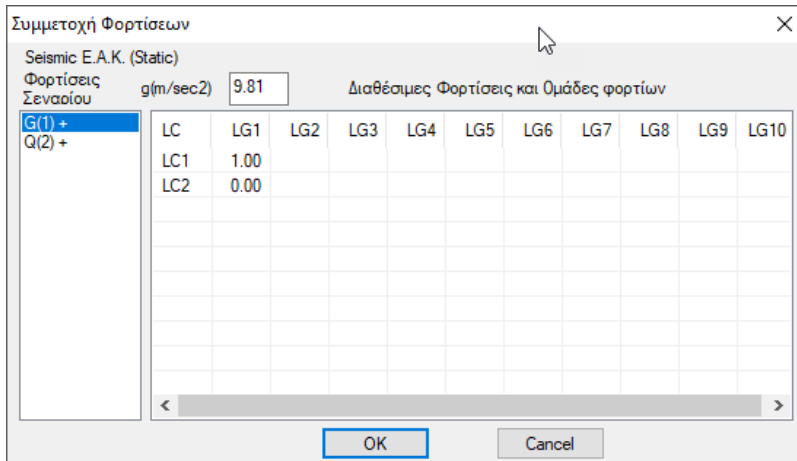 Συμμετοχή Φορτίσεων
Seismic E.A.K. (Static)
Φορτίσεις Σεναρίου
g(m/sec2) 9.81 Διαθέσιμες Φορτίσεις και Ομάδες φορτίων
G(1) +
Q(2) +
LC LG1 LG2 LG3 LG4 LG5 LG6 LG7 LG8 LG9 LG10
LC1 1.00
LC2 0.00
OK Cancel